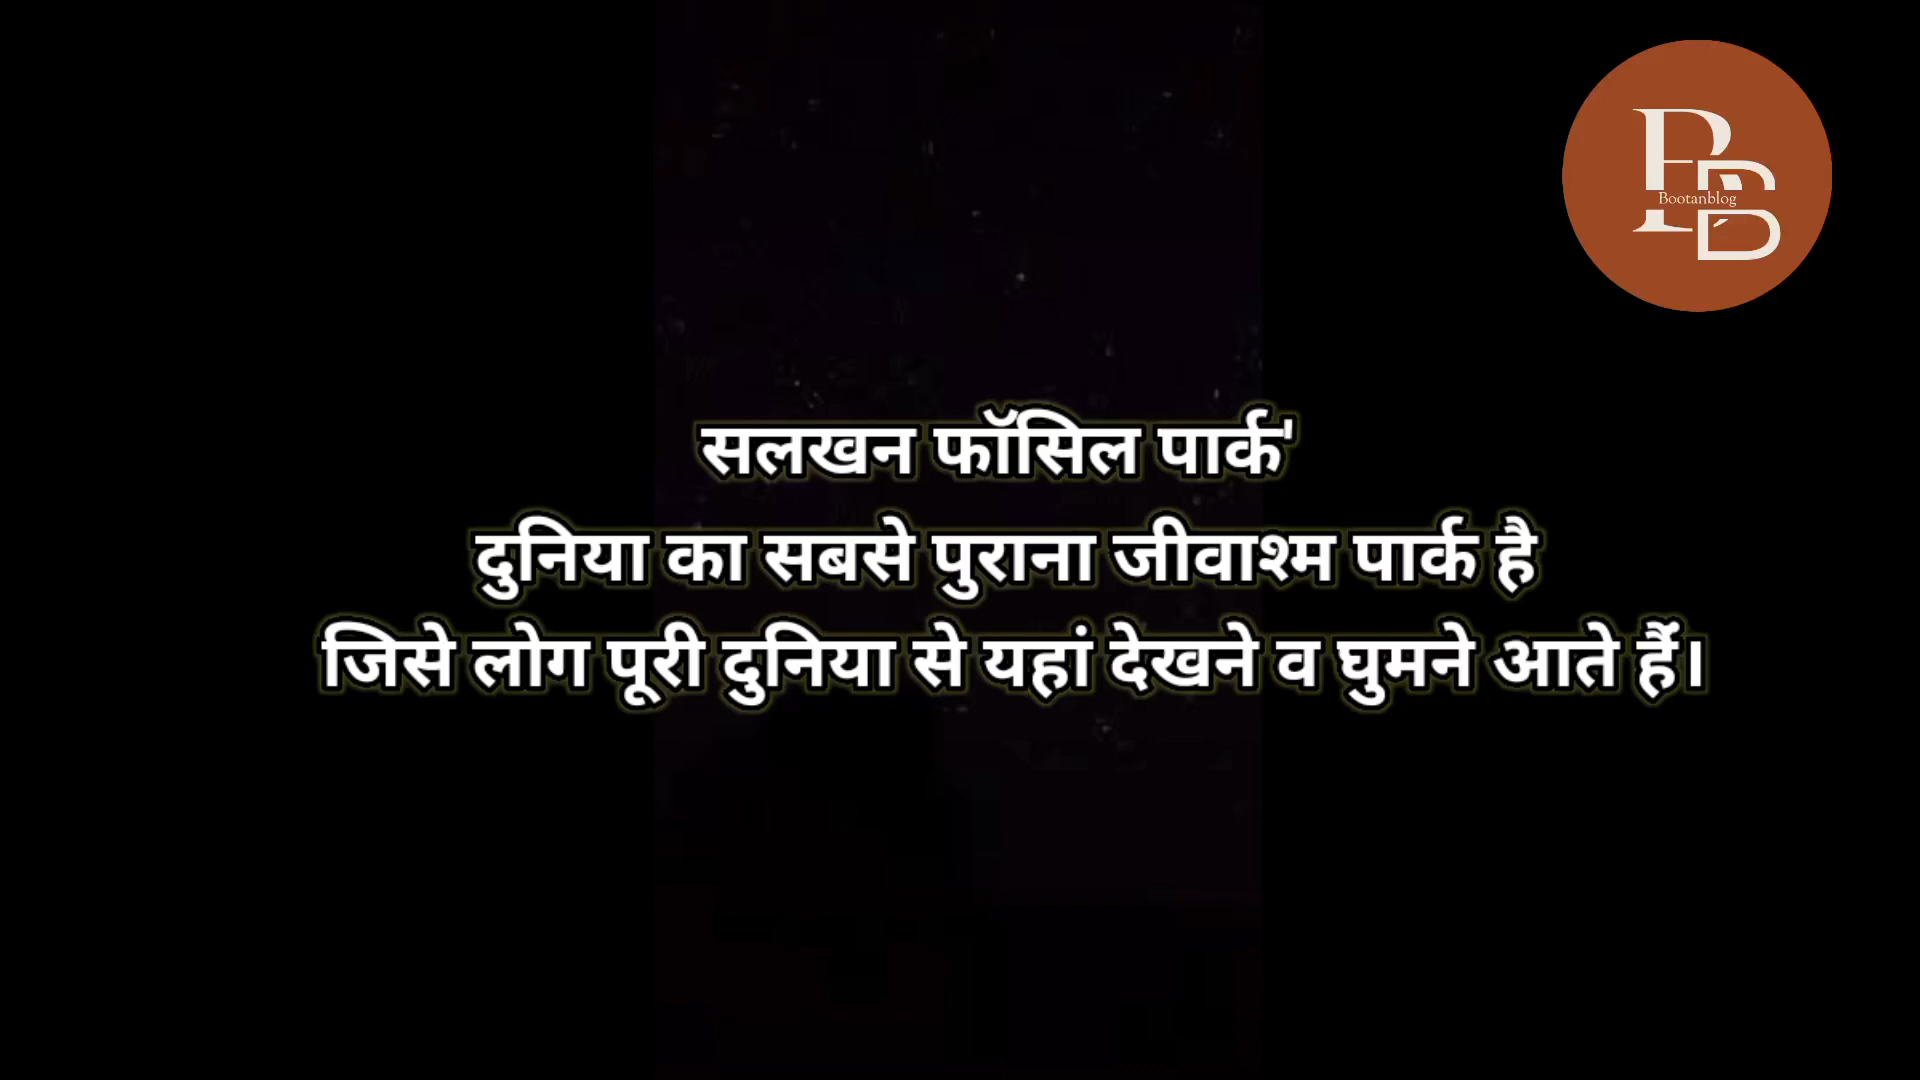 Bootanblog
सलखन फॉसिल पार्क'
दुनिया का सबसे पुराना जीवाश्म पार्क है
जिसे लोग पूरी दुनिया से यहां देखने व घुमने आते हैं।